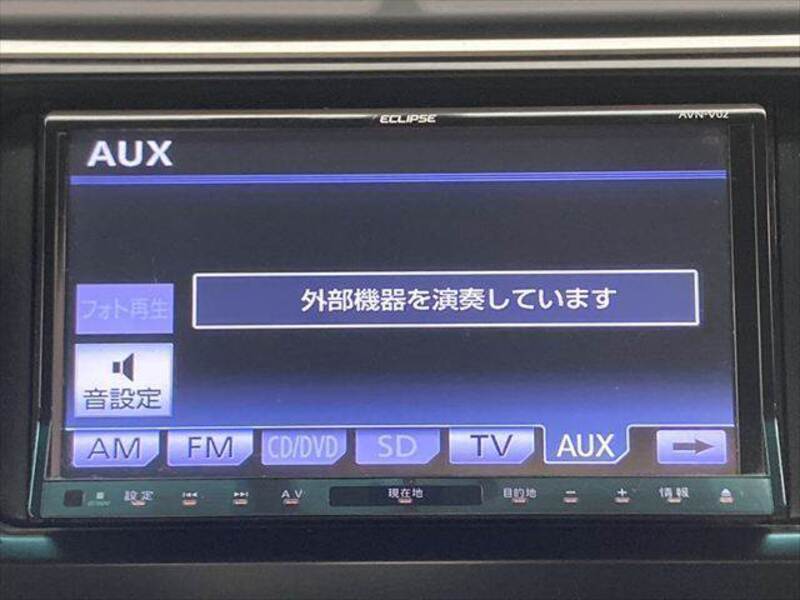 ECLIPSE
AVN-V02
AUX
外部機器を演奏しています
フォト再生
音設定
AM FM CD/DVD SD TV AUX
設定 AV 現在地 目的地 − + 情報